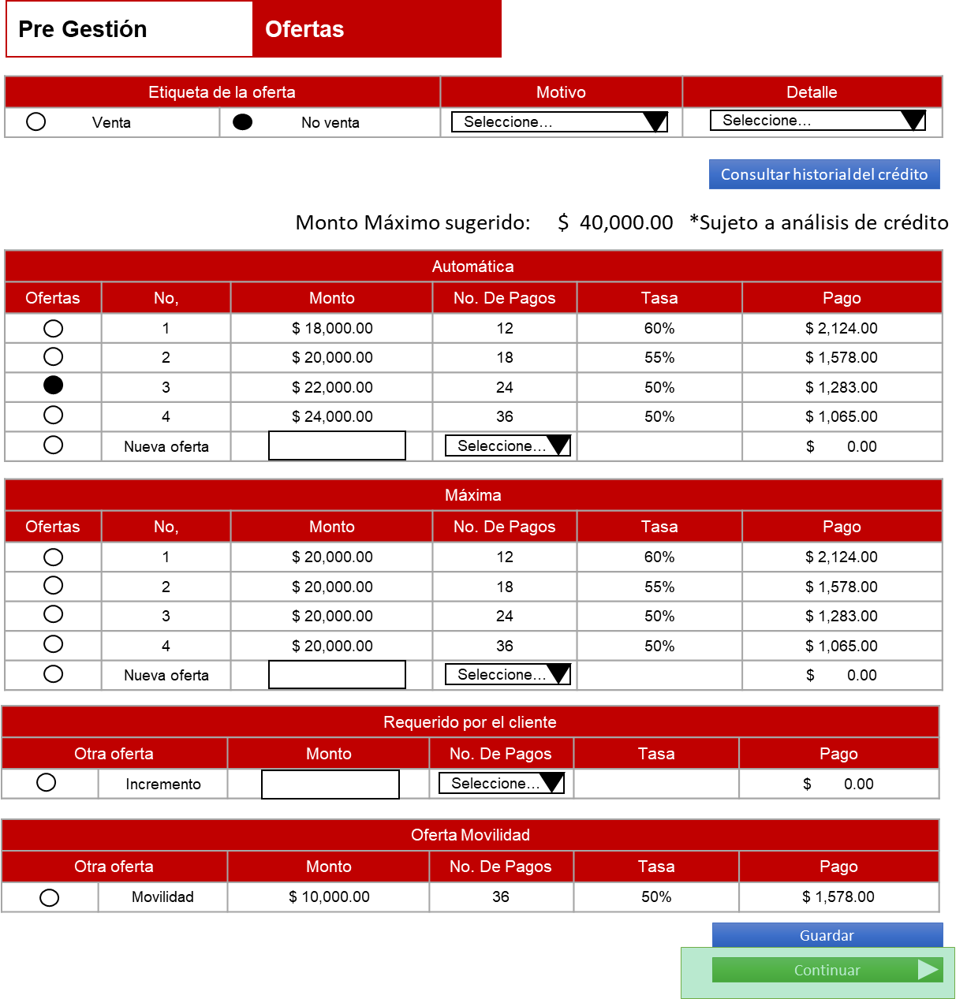 Pre Gestión Ofertas
Etiqueta de la oferta Motivo Detalle
Venta No venta Seleccione... Seleccione...
Consultar historial del crédito
Monto Máximo sugerido: $ 40,000.00 *Sujeto a análisis de crédito
Automática
Ofertas No, Monto No. De Pagos Tasa Pago
1 $ 18,000.00 12 60% $ 2,124.00
2 $ 20,000.00 18 55% $ 1,578.00
3 $ 22,000.00 24 50% $ 1,283.00
4 $ 24,000.00 36 50% $ 1,065.00
Nueva oferta Seleccione... $ 0.00
Máxima
Ofertas No, Monto No. De Pagos Tasa Pago
1 $ 20,000.00 12 60% $ 2,124.00
2 $ 20,000.00 18 55% $ 1,578.00
3 $ 20,000.00 24 50% $ 1,283.00
4 $ 20,000.00 36 50% $ 1,065.00
Nueva oferta Seleccione... $ 0.00
Requerido por el cliente
Otra oferta Monto No. De Pagos Tasa Pago
Incremento Seleccione... $ 0.00
Oferta Movilidad
Otra oferta Monto No. De Pagos Tasa Pago
Movilidad $ 10,000.00 36 50% $ 1,578.00
Guardar
Continuar